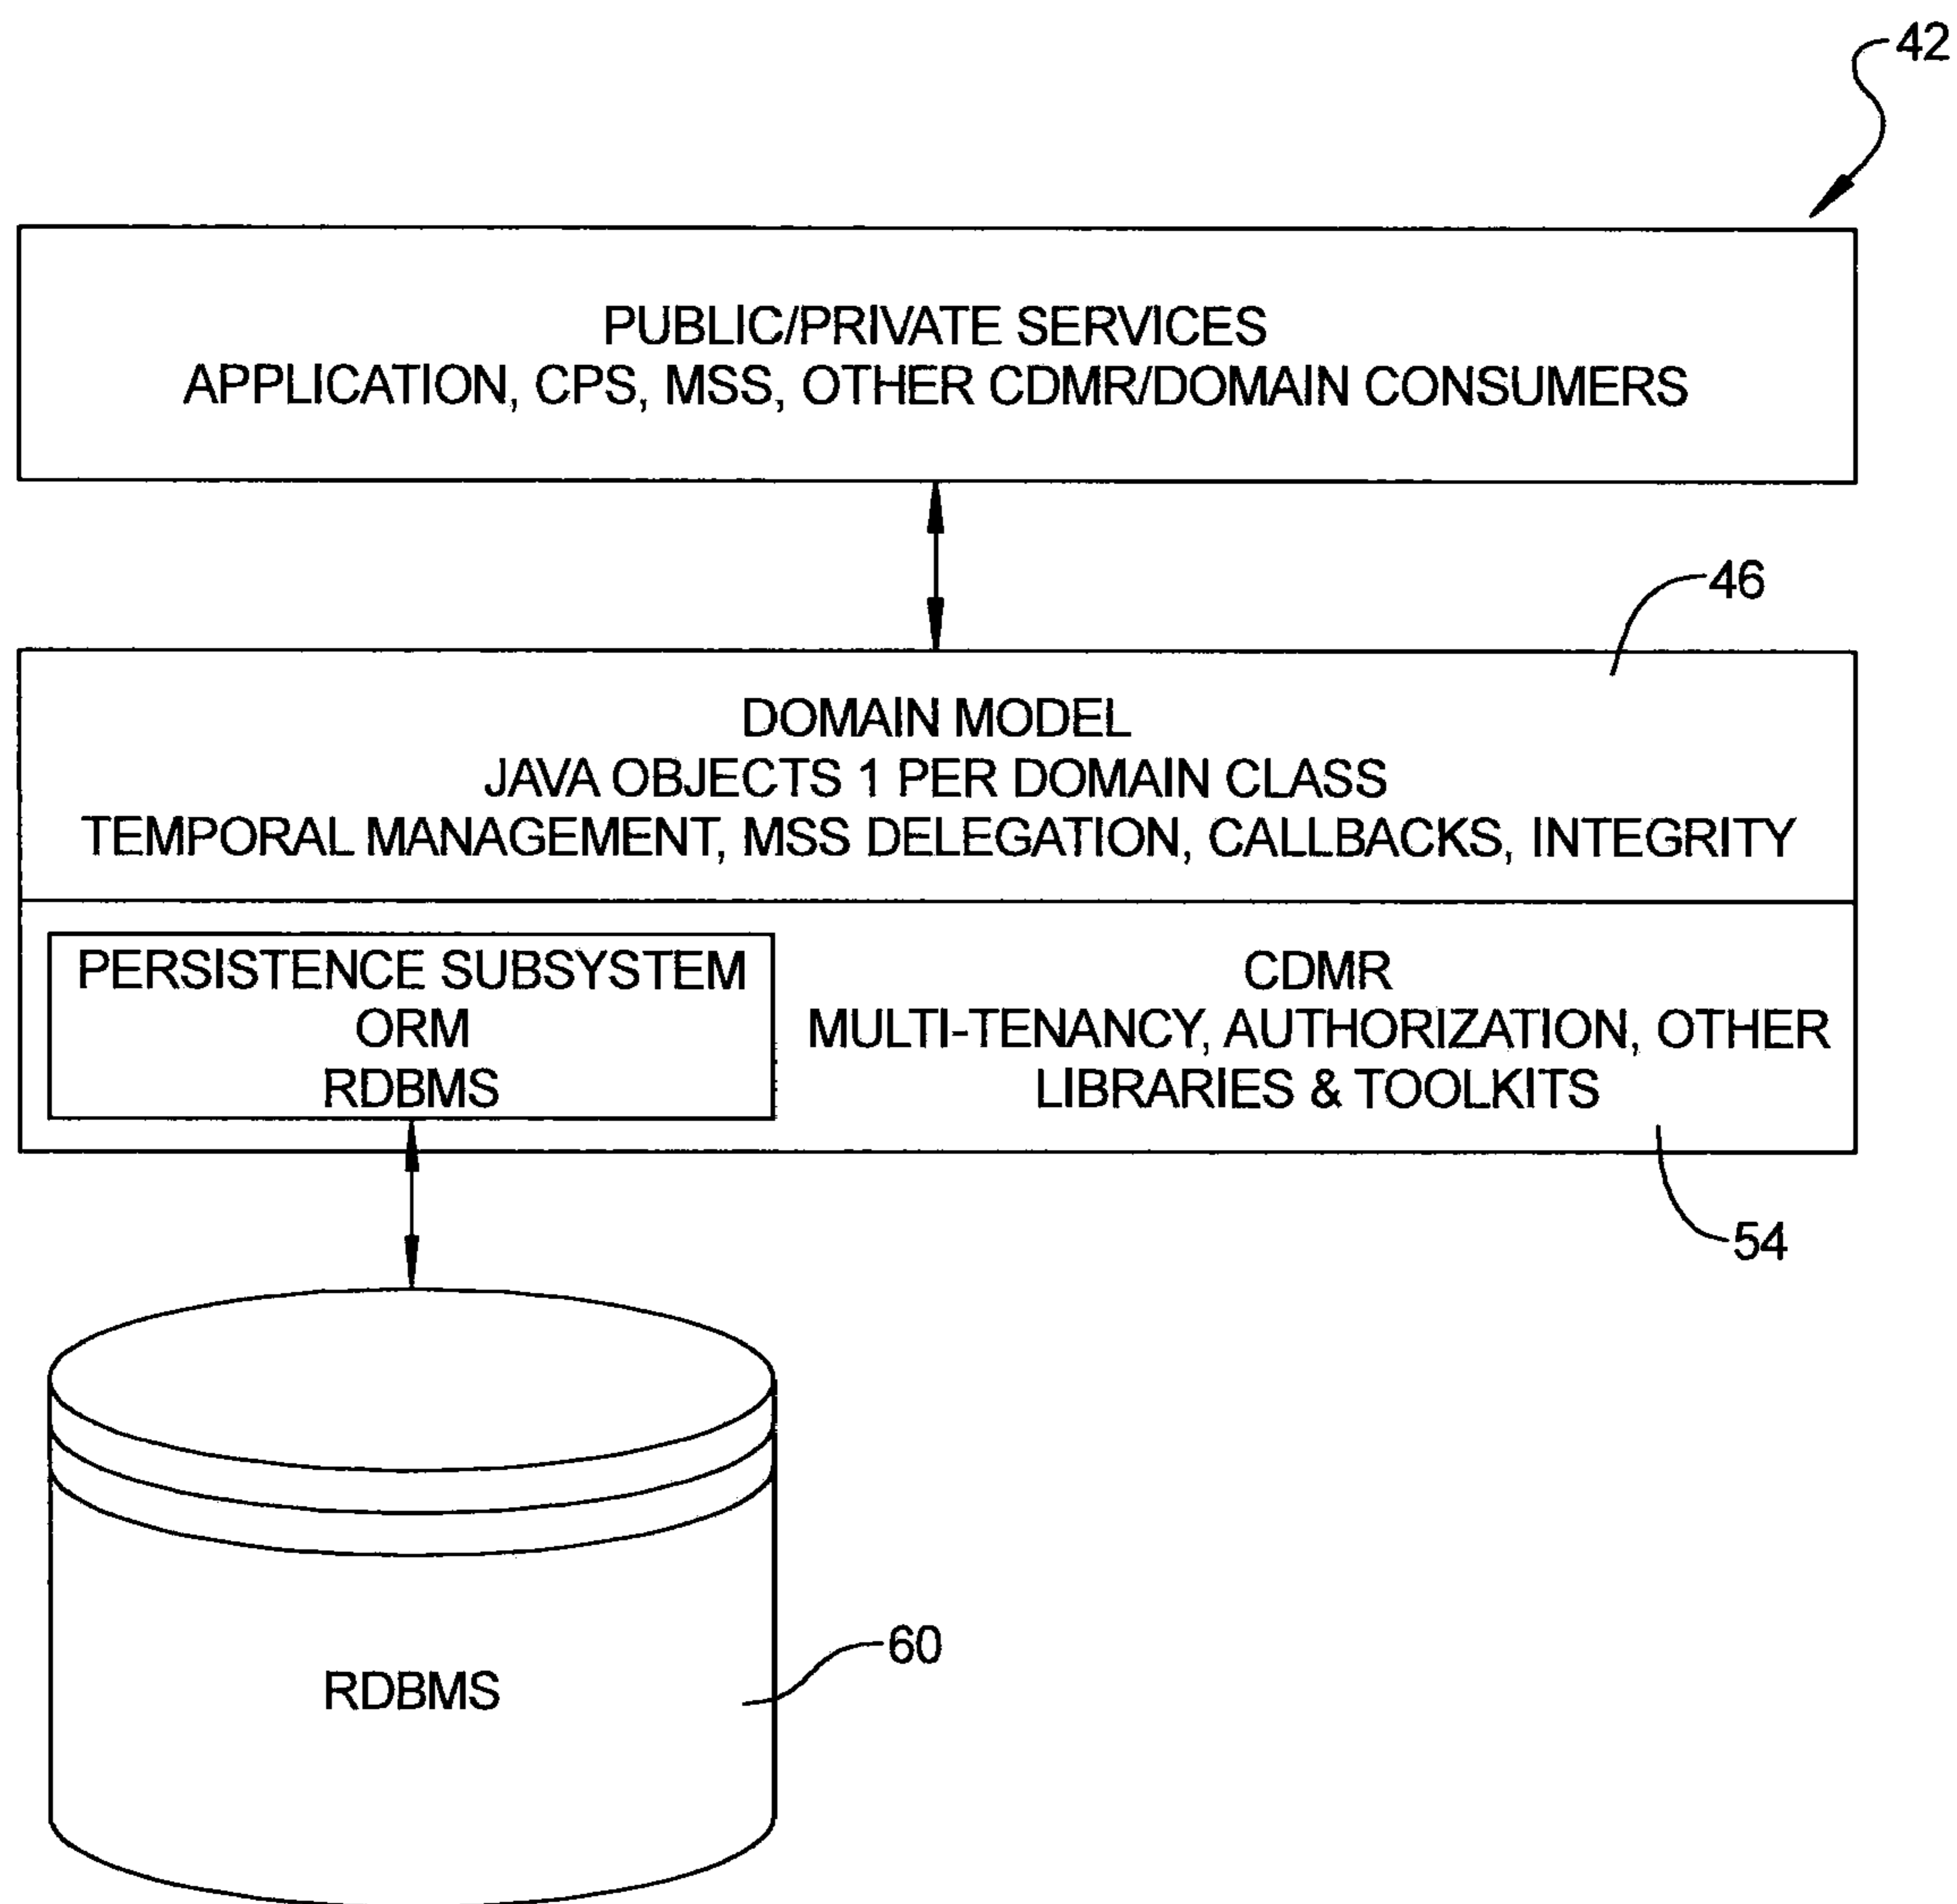 42
PUBLIC/PRIVATE SERVICES
APPLICATION, CPS, MSS, OTHER CDMR/DOMAIN CONSUMERS
46
DOMAIN MODEL
JAVA OBJECTS 1 PER DOMAIN CLASS
TEMPORAL MANAGEMENT, MSS DELEGATION, CALLBACKS, INTEGRITY
PERSISTENCE SUBSYSTEM
ORM
RDBMS
CDMR
MULTI-TENANCY, AUTHORIZATION, OTHER
LIBRARIES & TOOLKITS
54
60
RDBMS